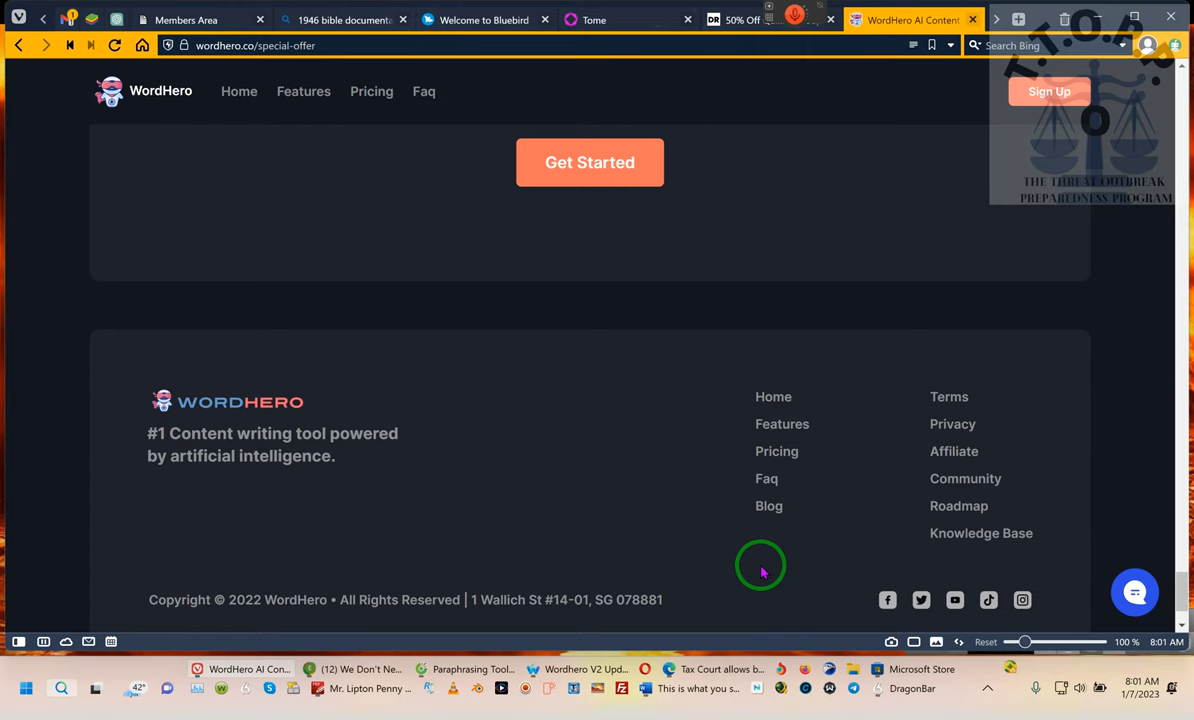 Members Area
1946 bible documenta
Welcome to Bluebird
Tome
DR 50% Off
WordHero AI Content
wordhero.co/special-offer
Search Bing
T.T.O.P.P.
O
THE THREAT OUTBREAK
PREPAREDNESS PROGRAM
WordHero
Home
Features
Pricing
Faq
Sign Up
Get Started
WORDHERO
#1 Content writing tool powered
by artificial intelligence.
Home
Features
Pricing
Faq
Blog
Terms
Privacy
Affiliate
Community
Roadmap
Knowledge Base
Copyright © 2022 WordHero • All Rights Reserved | 1 Wallich St #14-01, SG 078881
Reset
100 %
8:01 AM
WordHero AI Con...
(12) We Don't Ne...
Paraphrasing Tool...
Wordhero V2 Upd...
Tax Court allows b...
Microsoft Store
42°
Mr. Lipton Penny ...
This is what you s...
DragonBar
8:01 AM
1/7/2023